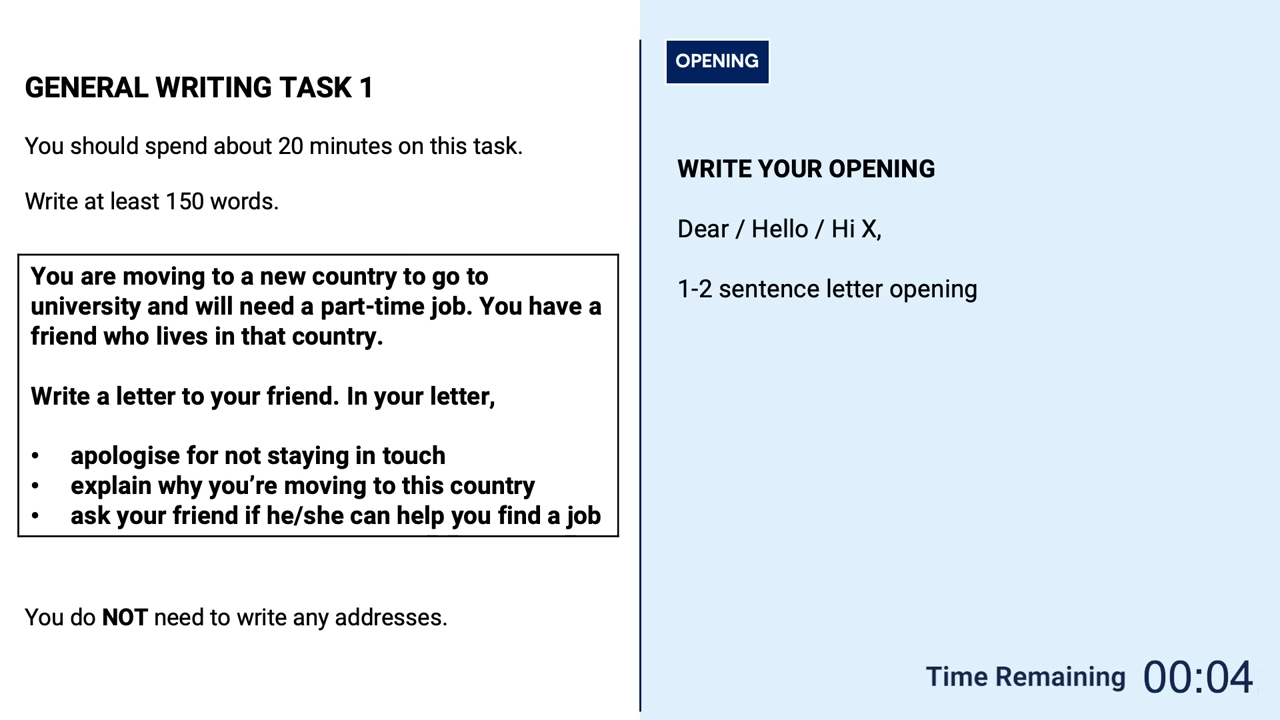 GENERAL WRITING TASK 1
You should spend about 20 minutes on this task.
Write at least 150 words.
You are moving to a new country to go to
university and will need a part-time job. You have a
friend who lives in that country.
Write a letter to your friend. In your letter,
• apologise for not staying in touch
• explain why you’re moving to this country
• ask your friend if he/she can help you find a job
You do NOT need to write any addresses.
OPENING
WRITE YOUR OPENING
Dear / Hello / Hi X,
1-2 sentence letter opening
Time Remaining 00:04